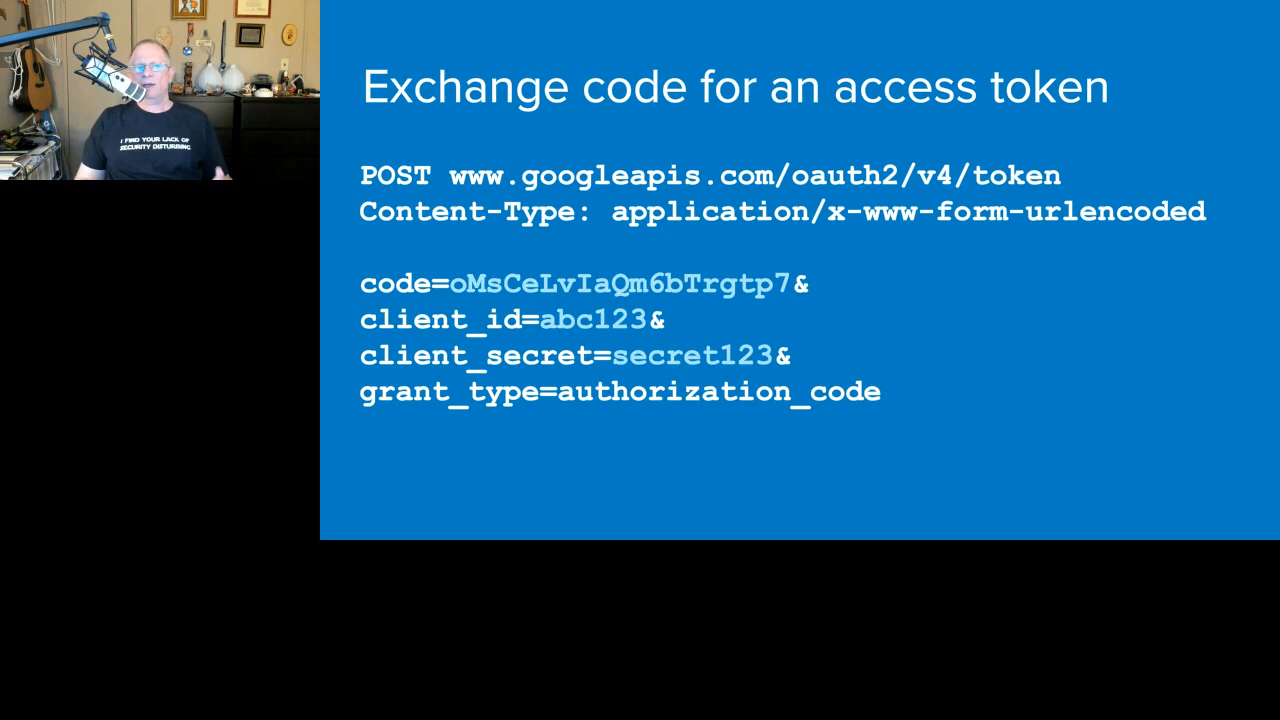 I FIND YOUR LACK OF
SECURITY DISTURBING
Exchange code for an access token
POST www.googleapis.com/oauth2/v4/token
Content-Type: application/x-www-form-urlencoded
code=oMsCeLvIaQm6bTrgtp7&
client_id=abc123&
client_secret=secret123&
grant_type=authorization_code